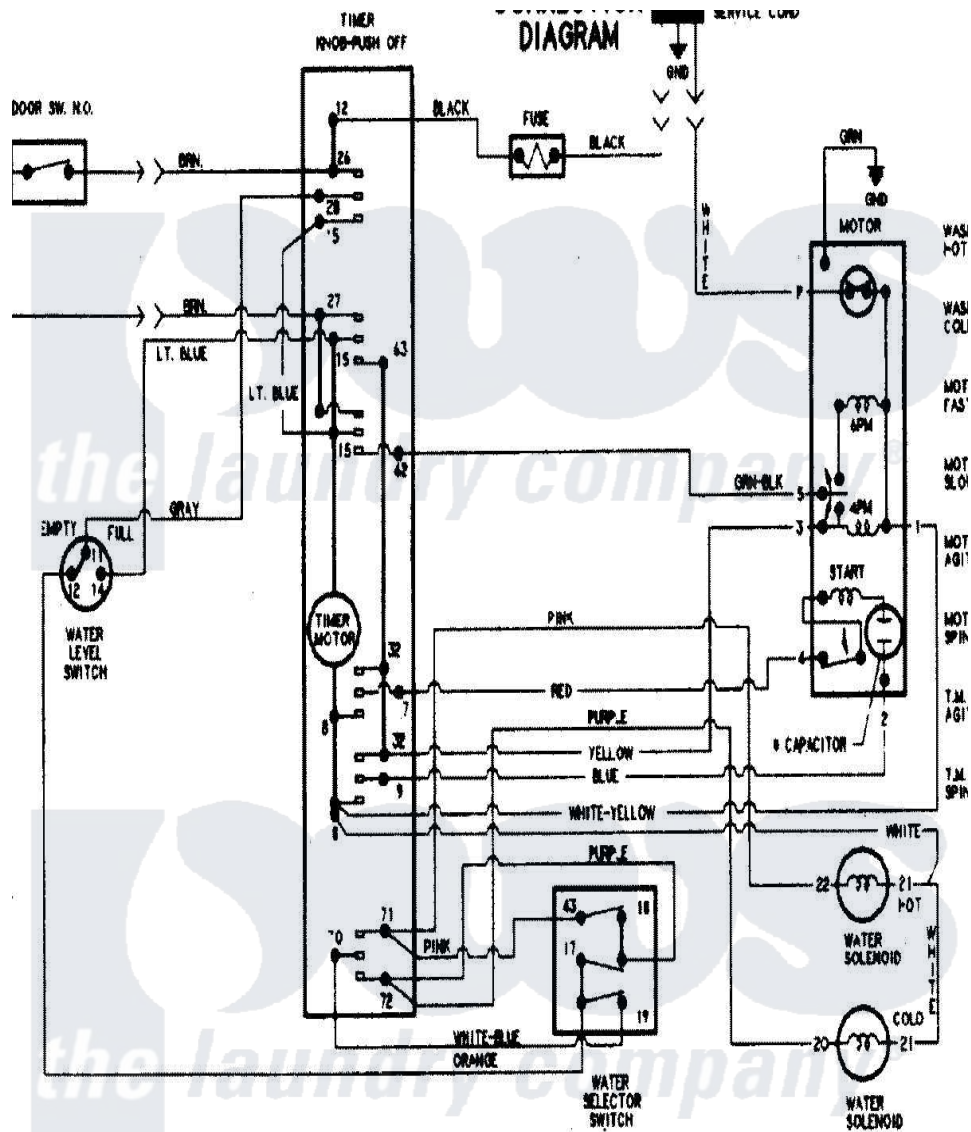 TIMER
KNOB-PUSH OFF
DIAGRAM
SERVICE CORD
GND
DOOR SW. N.O.
12
BLACK
FUSE
BLACK
GRN
GND
BRN.
26
28
15
WHITE
MOTOR
BRN.
27
LT. BLUE
15
63
LT. BLUE
6PM
15
62
GRN-BLK
5
4PM
3
1
EMPTY
FULL
GRAY
11
12
14
START
TIMER
MOTOR
PINK
WATER
LEVEL
SWITCH
32
4
RED
7
PURPLE
8
2
# CAPACITOR
32
YELLOW
BLUE
9
WHITE-YELLOW
8
WHITE
PURPLE
22
21
HOT
WATER
SOLENOID
71
43
18
PINK
17
72
19
WHITE
WHITE-BLUE
ORANGE
COLD
20
21
WATER
SELECTOR
SWITCH
WATER
SOLENOID
the laundry company®
the laundry company